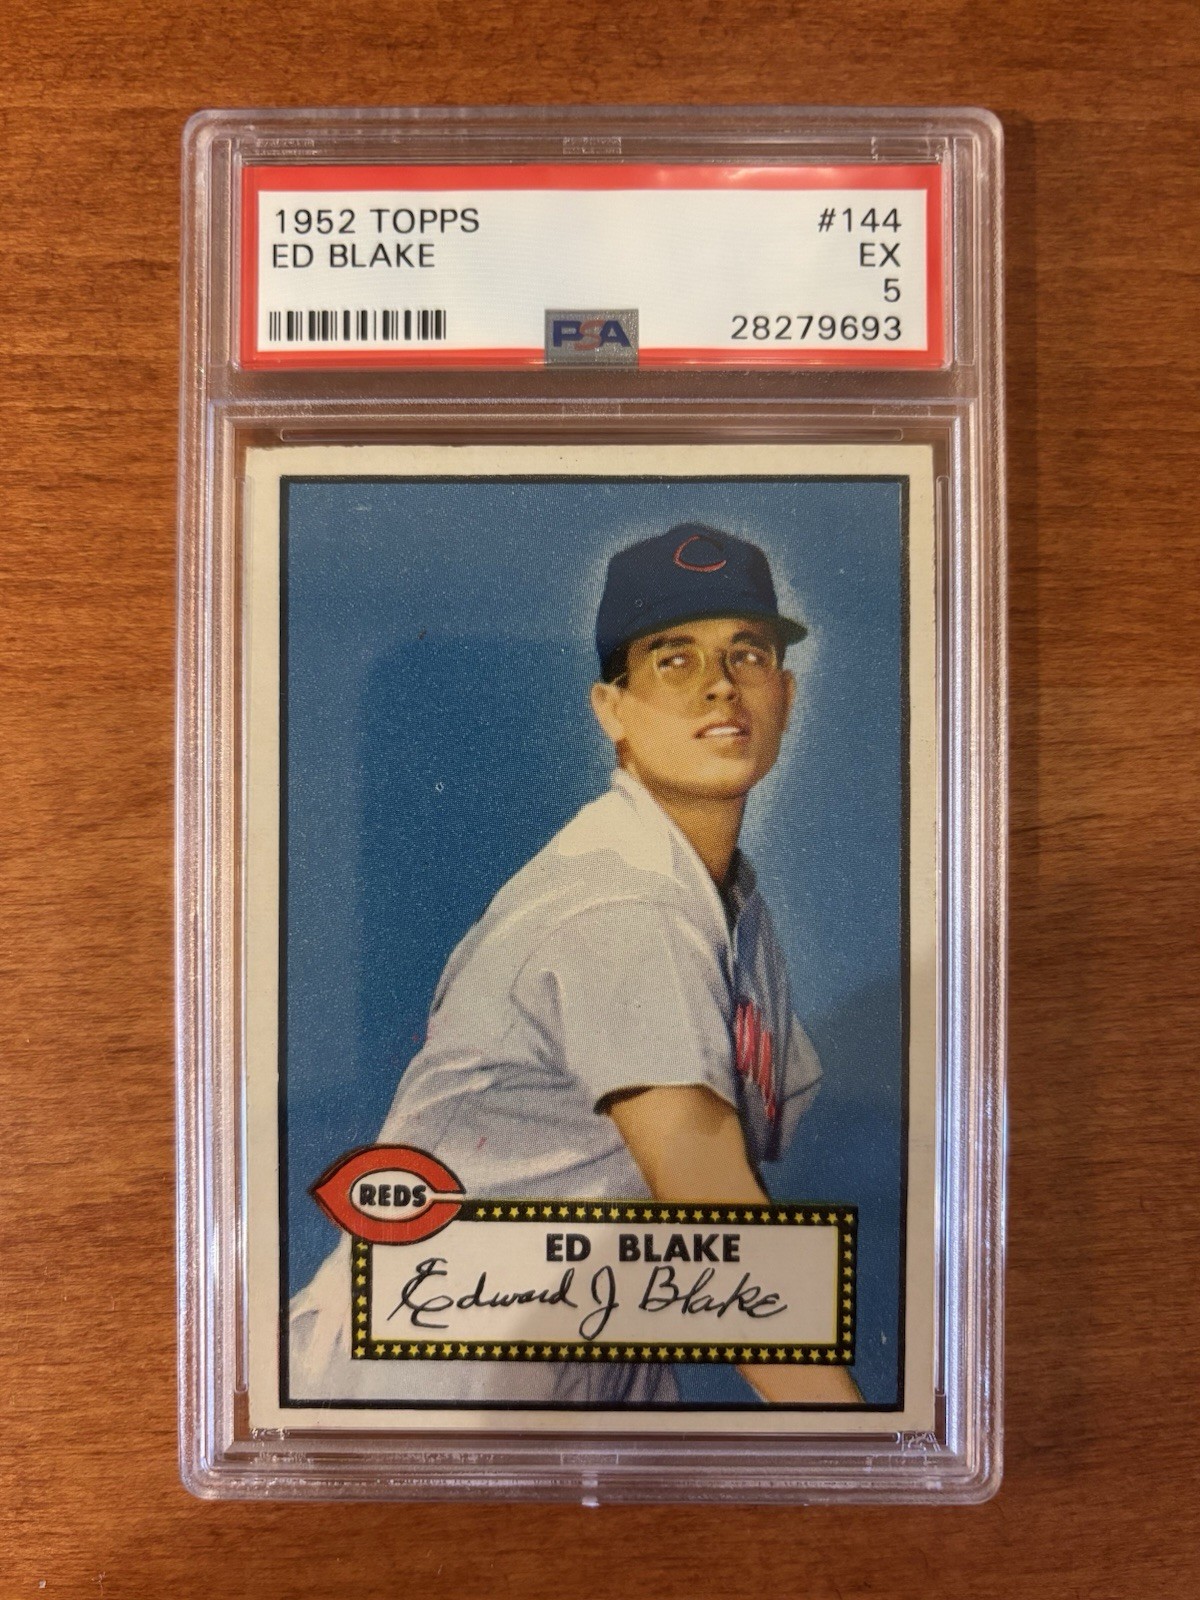 1952 TOPPS #144
ED BLAKE EX
5
PSA 28279693
C
REDS
ED BLAKE
Edward J Blake